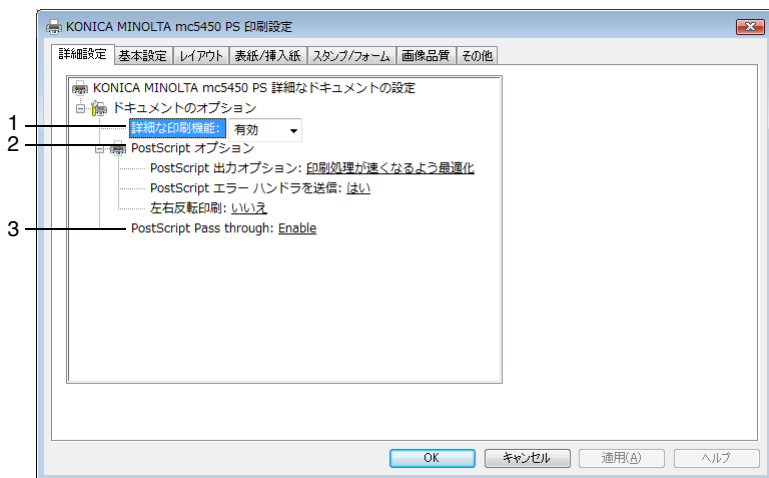 KONICA MINOLTA mc5450 PS 印刷設定
詳細設定 基本設定 レイアウト 表紙/挿入紙 スタンプ/フォーム 画像品質 その他
KONICA MINOLTA mc5450 PS 詳細なドキュメントの設定
ドキュメントのオプション
1 詳細な印刷機能: 有効
2 PostScript オプション
PostScript 出力オプション: 印刷処理が速くなるよう最適化
PostScript エラー ハンドラを送信: はい
左右反転印刷: いいえ
3 PostScript Pass through: Enable
OK キャンセル 適用(A) ヘルプ